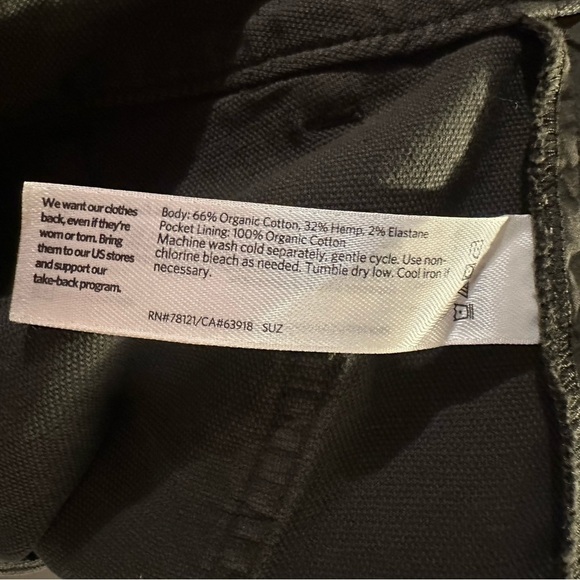 We want our clothes
back, even if they're
worn or torn. Bring
them to our US stores
and support our
take-back program.
Body: 66% Organic Cotton, 32% Hemp, 2% Elastane
Pocket Lining: 100% Organic Cotton
Machine wash cold separately, gentle cycle. Use non-
chlorine bleach as needed. Tumble dry low. Cool iron if
necessary.
RN#78121/CA#63918 SUZ